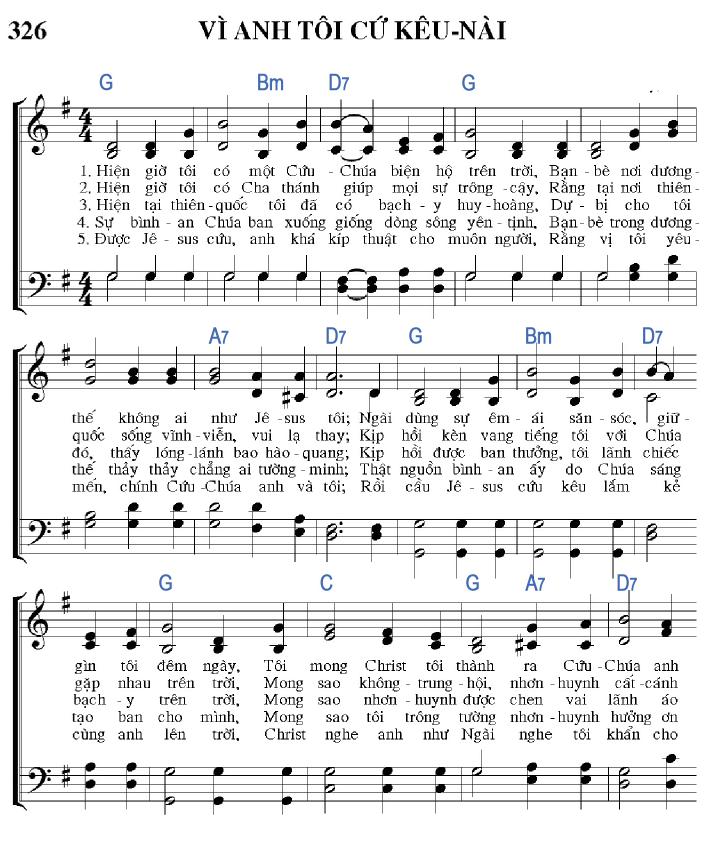 326 VÌ ANH TÔI CỨ KÊU-NÀI
G Bm D7 G
4 4
1. Hiện giờ tôi có một Cứu - Chúa biện hộ trên trời, Bạn-bè nơi dương-
2. Hiện giờ tôi có Cha thánh giúp mọi sự trông-cậy, Rằng tại nơi thiên-
3. Hiện tại thiên-quốc tôi đã có bạch-y huy-hoàng, Dự-bị cho tôi
4. Sự bình-an Chúa ban xuống giống dòng sông yên-tịnh, Bạn-bè trong dương-
5. Được Jê-sus cứu, anh khá kíp thuật cho muôn người, Rằng vị tôi yêu-
4 4
A7 D7 G Bm D7
thế không ai như Jê-sus tôi; Ngài dùng sự êm-ái săn-sóc, giữ-
quốc sống vĩnh-viễn, vui lạ thay; Kịp hồi kèn vang tiếng tôi với Chúa
đó, thấy lóng-lánh bao hào-quang; Kịp hồi được ban thưởng, tôi lãnh chiếc
thế thảy thảy chẳng ai tường-minh; Thật nguồn bình-an ấy do Chúa sáng
mến, chính Cứu-Chúa anh và tôi; Rồi cầu Jê-sus cứu kêu lắm kẻ
G C G A7 D7
gìn tôi đêm ngày, Tôi mong Christ tôi thành ra Cứu-Chúa anh
gặp nhau trên trời, Mong sao không-trung-hội, nhơn-huynh cất-cánh
bạch-y trên trời, Mong sao nhơn-huynh được chen vai lãnh áo
tạo ban cho mình, Mong sao tôi trông tường nhơn-huynh hưởng ơn
cùng anh lên trời, Christ nghe anh như Ngài nghe tôi khẩn cho